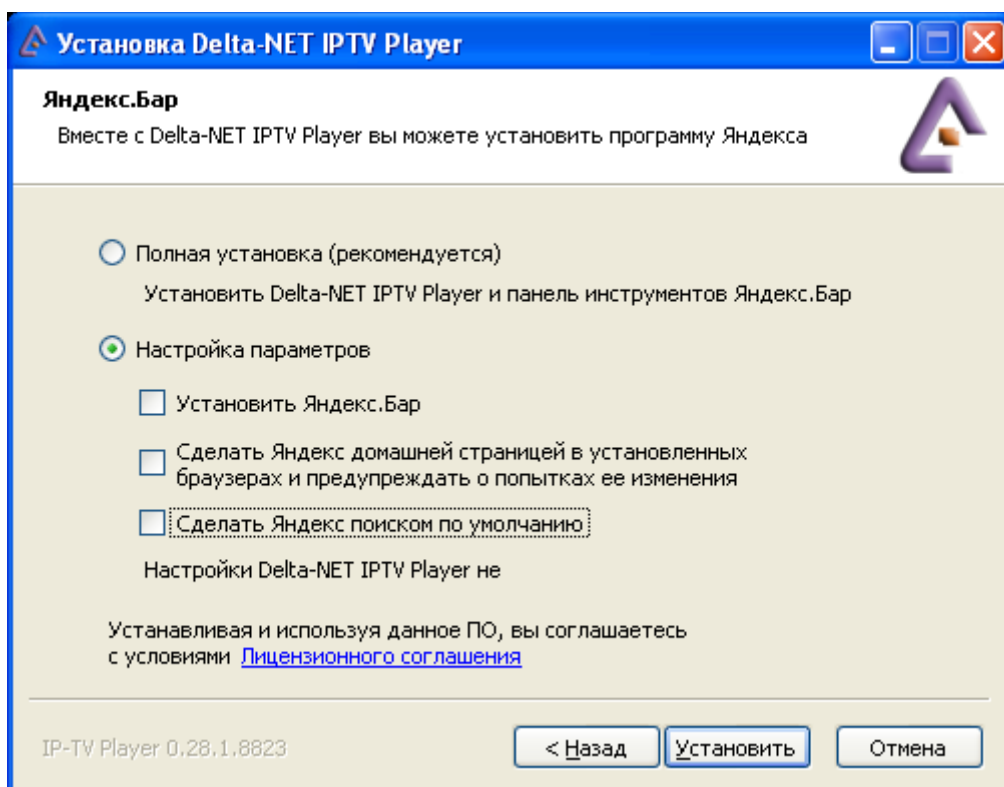 Установка Delta-NET IPTV Player
Яндекс.Бар
Вместе с Delta-NET IPTV Player вы можете установить программу Яндекса
Полная установка (рекомендуется)
Установить Delta-NET IPTV Player и панель инструментов Яндекс.Бар
Настройка параметров
Установить Яндекс.Бар
Сделать Яндекс домашней страницей в установленных
браузерах и предупреждать о попытках ее изменения
Сделать Яндекс поиском по умолчанию
Настройки Delta-NET IPTV Player не
Устанавливая и используя данное ПО, вы соглашаетесь
с условиями Лицензионного соглашения
IP-TV Player 0.28.1.8823
< Назад Установить Отмена